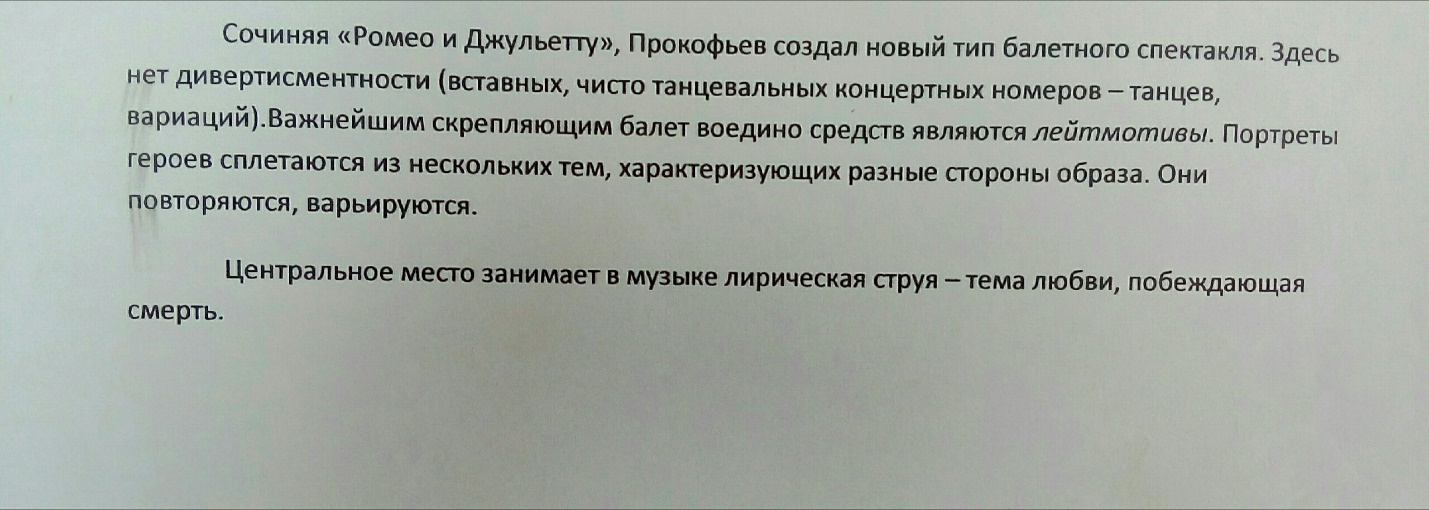 Сочиняя «Ромео и Джульетту», Прокофьев создал новый тип балетного спектакля. Здесь
нет дивертисментности (вставных, чисто танцевальных концертных номеров – танцев,
вариаций).Важнейшим скрепляющим балет воедино средств являются лейтмотивы. Портреты
героев сплетаются из нескольких тем, характеризующих разные стороны образа. Они
повторяются, варьируются.
Центральное место занимает в музыке лирическая струя – тема любви, побеждающая
смерть.